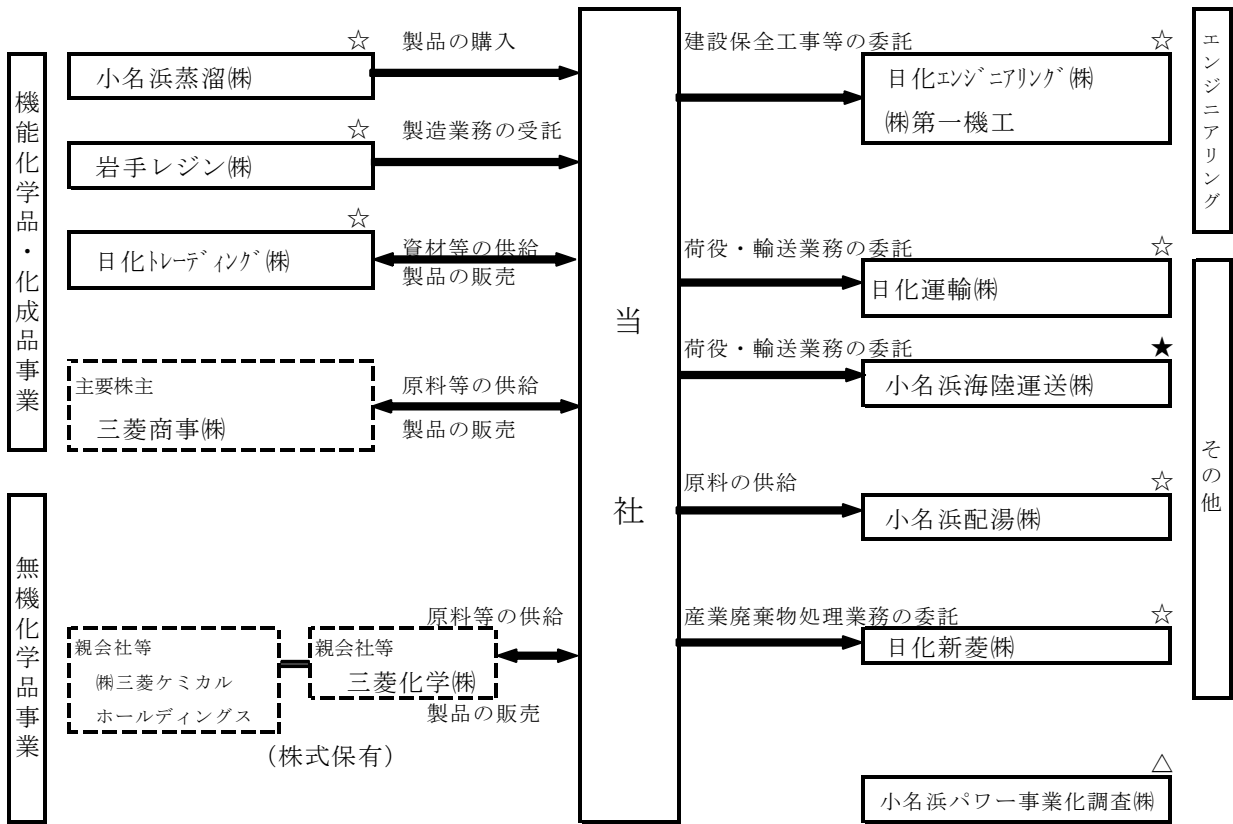 機能化学品・化成品事業
☆
製品の購入
小名浜蒸溜㈱
☆
製造業務の受託
岩手レジン㈱
☆
資材等の供給
日化ﾄﾚｰﾃﾞｨﾝｸﾞ㈱
製品の販売
主要株主
三菱商事㈱
原料等の供給
製品の販売
無機化学品事業
親会社等
㈱三菱ケミカル
ホールディングス
親会社等
三菱化学㈱
原料等の供給
製品の販売
(株式保有)
当社
建設保全工事等の委託
☆
日化ｴﾝｼﾞﾆｱﾘﾝｸﾞ㈱
㈱第一機工
エンジニアリング
荷役・輸送業務の委託
☆
日化運輸㈱
荷役・輸送業務の委託
★
小名浜海陸運送㈱
原料の供給
☆
小名浜配湯㈱
産業廃棄物処理業務の委託
☆
日化新菱㈱
その他
△
小名浜パワー事業化調査㈱